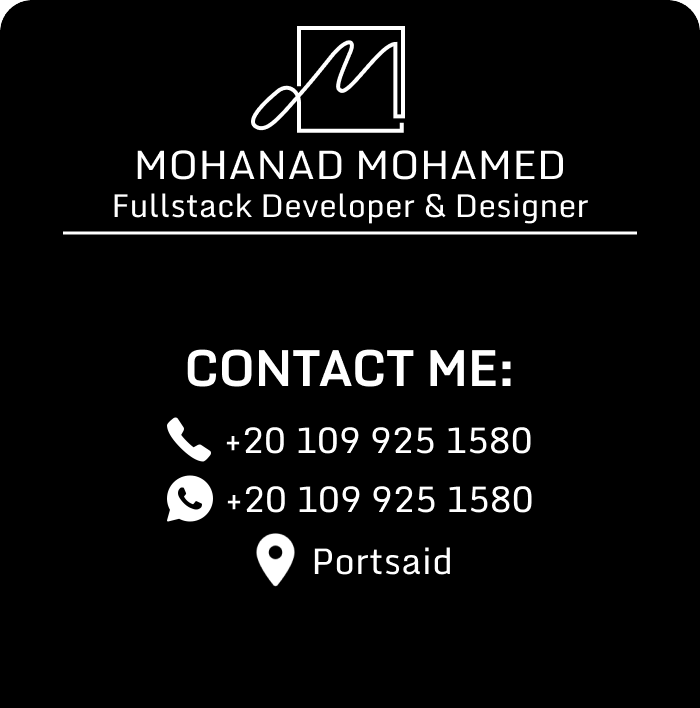 MOHANAD MOHAMED
Fullstack Developer & Designer
CONTACT ME:
+20 109 925 1580
+20 109 925 1580
Portsaid